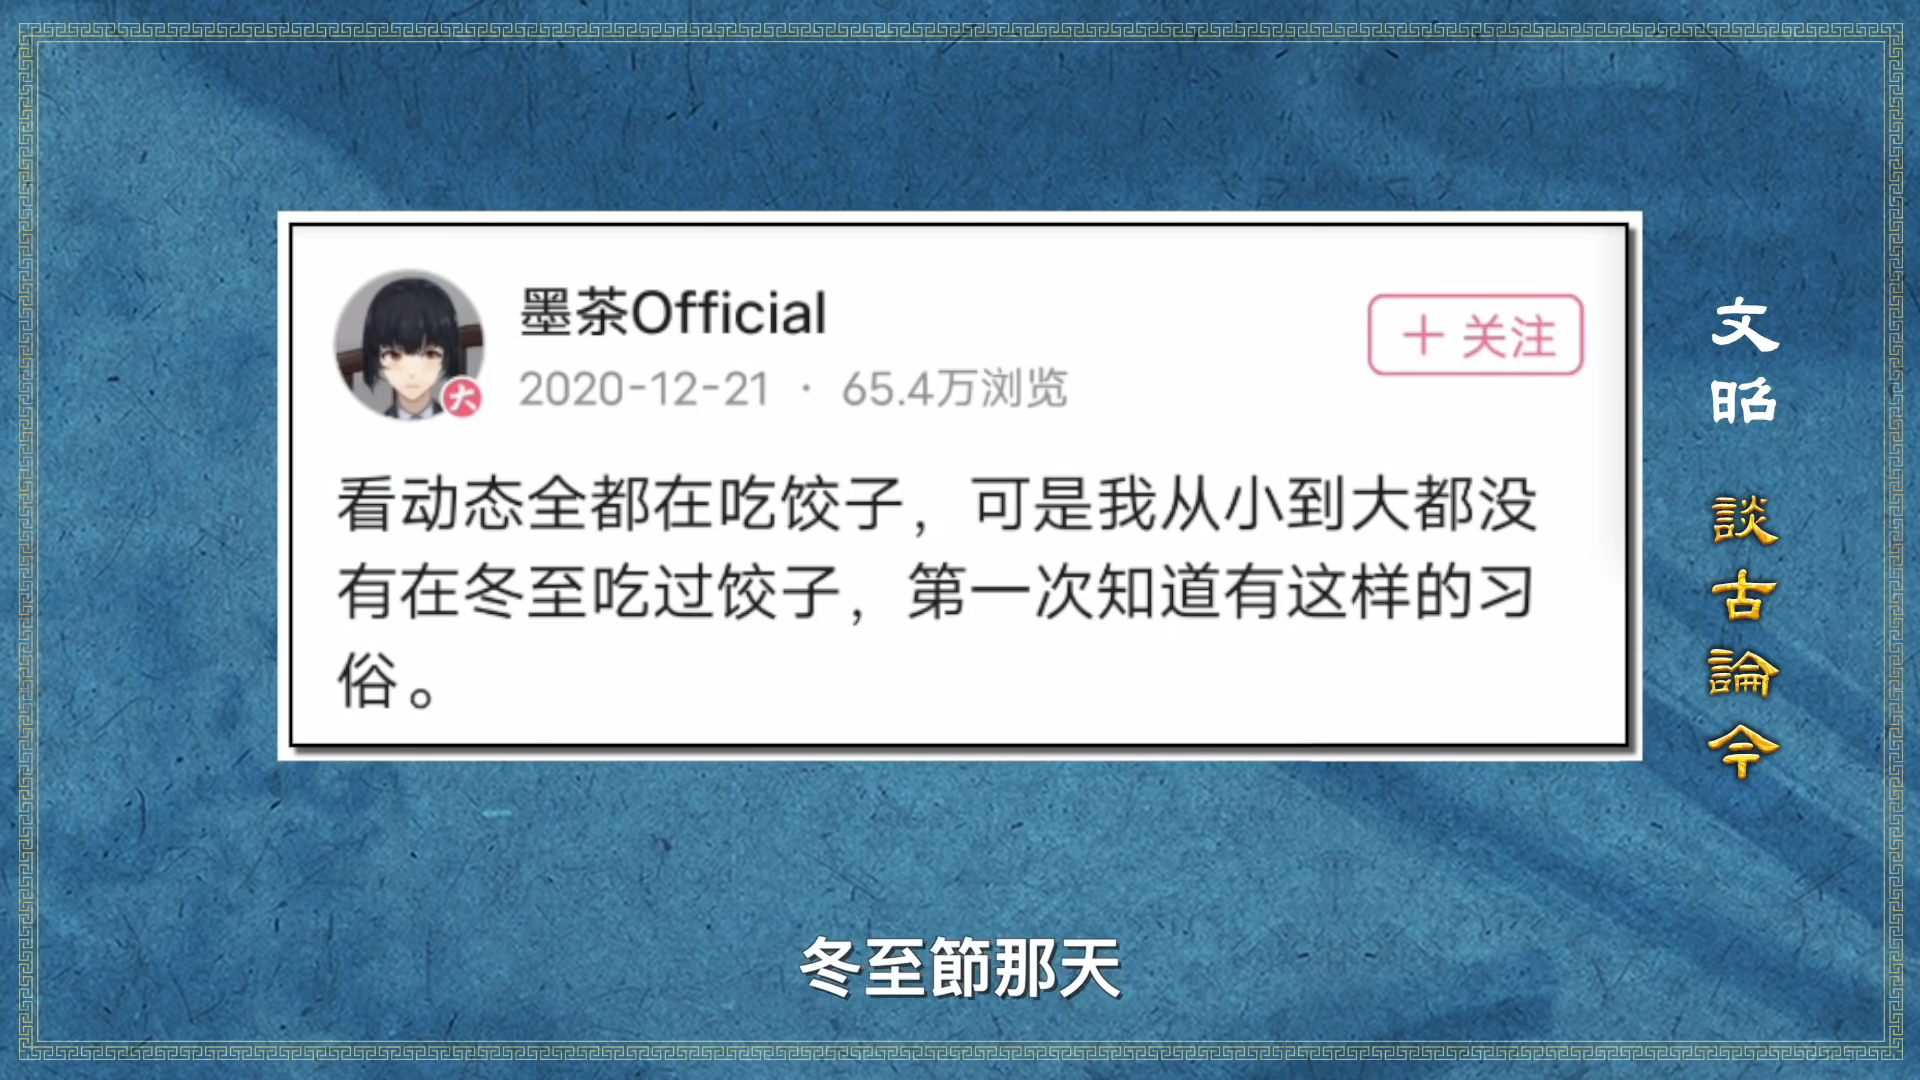 墨茶Official
2020-12-21 · 65.4万浏览
大
+ 关注
看动态全都在吃饺子，可是我从小到大都没
有在冬至吃过饺子，第一次知道有这样的习
俗。
文昭
談古論今
冬至節那天